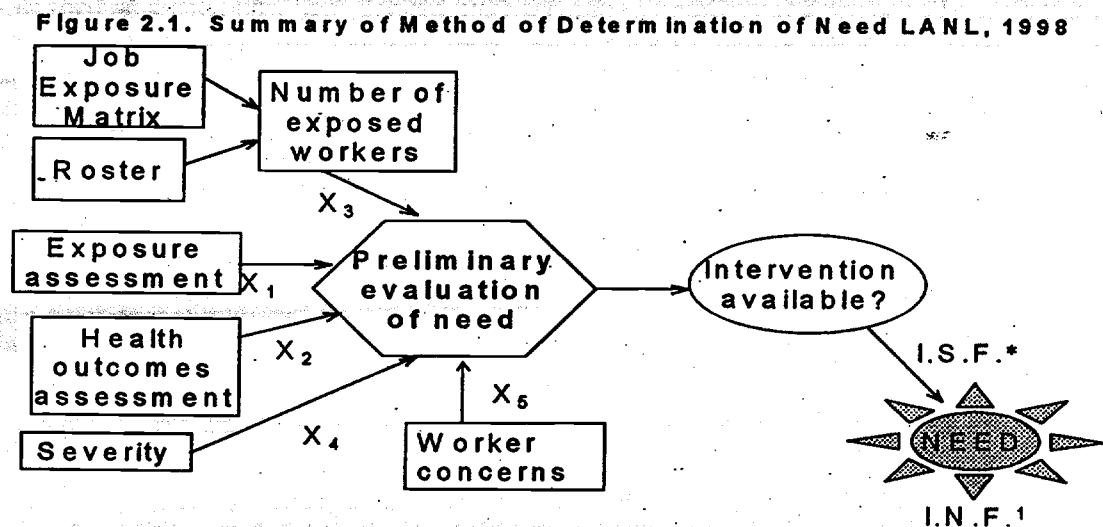 Figure 2.1. Summary of Method of Determination of Need LANL, 1998
Job
Exposure
Matrix
Roster
Number of
exposed
workers
X3
Exposure
assessment
X1
Health
outcomes
assessment
X2
Severity
X4
Preliminary
evaluation
of need
X5
Worker
concerns
Intervention
available?
I.S.F.*
NEED
I.N.F.1